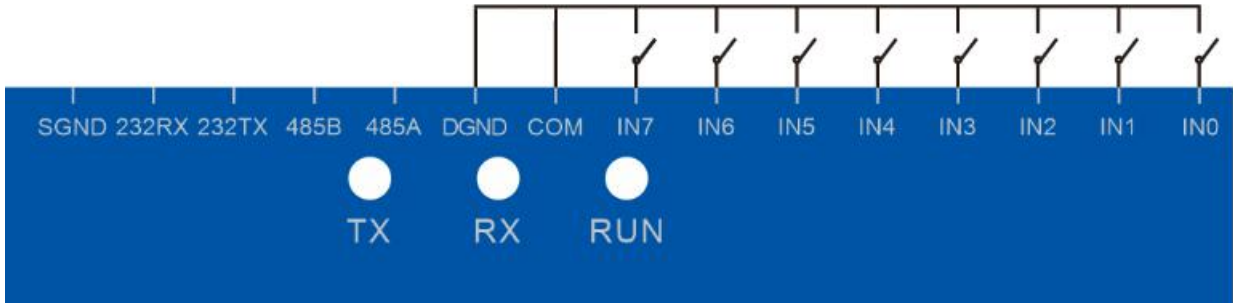 SGND 232RX 232TX 485B 485A DGND COM IN7 IN6 IN5 IN4 IN3 IN2 IN1 IN0
TX RX RUN